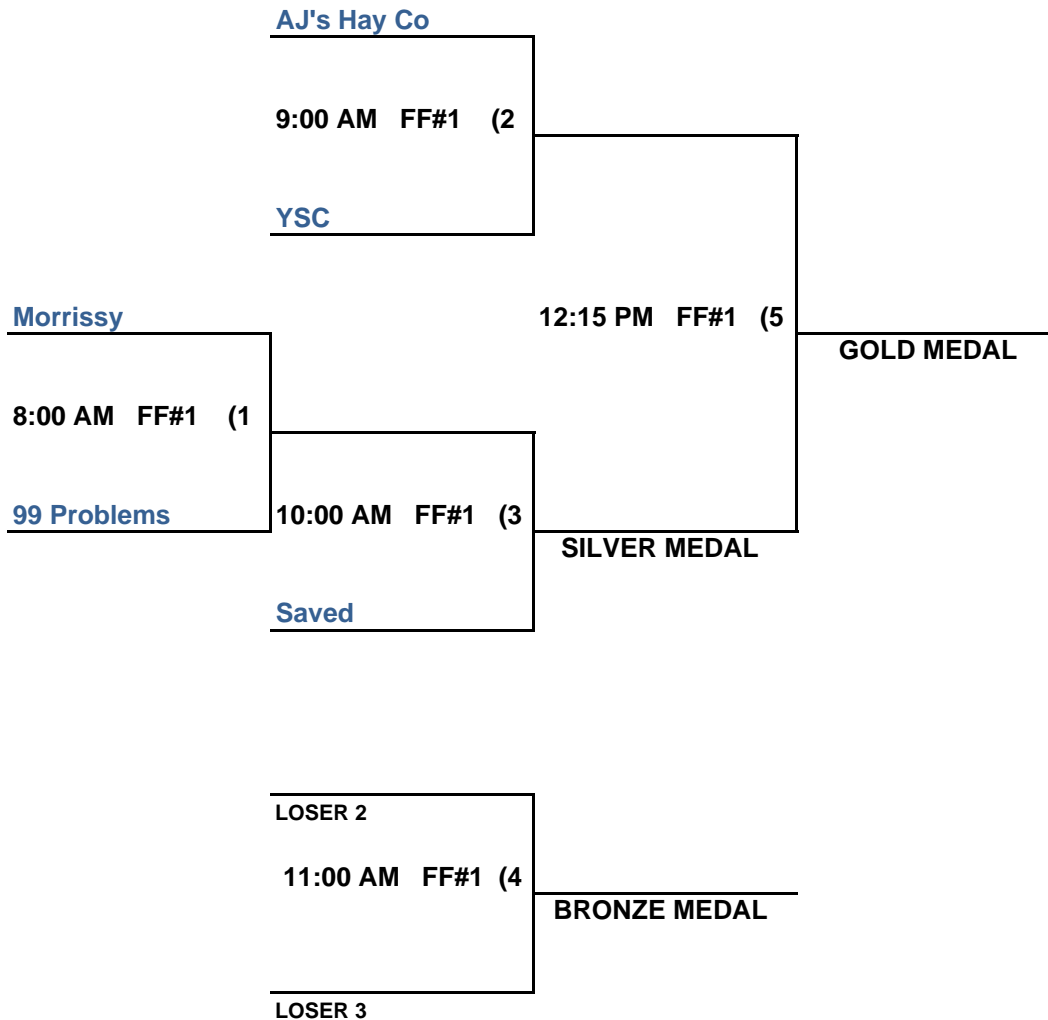 AJ's Hay Co
9:00 AM FF#1 (2
YSC
Morrissy
12:15 PM FF#1 (5
GOLD MEDAL
8:00 AM FF#1 (1
99 Problems
10:00 AM FF#1 (3
SILVER MEDAL
Saved
LOSER 2
11:00 AM FF#1 (4
BRONZE MEDAL
LOSER 3